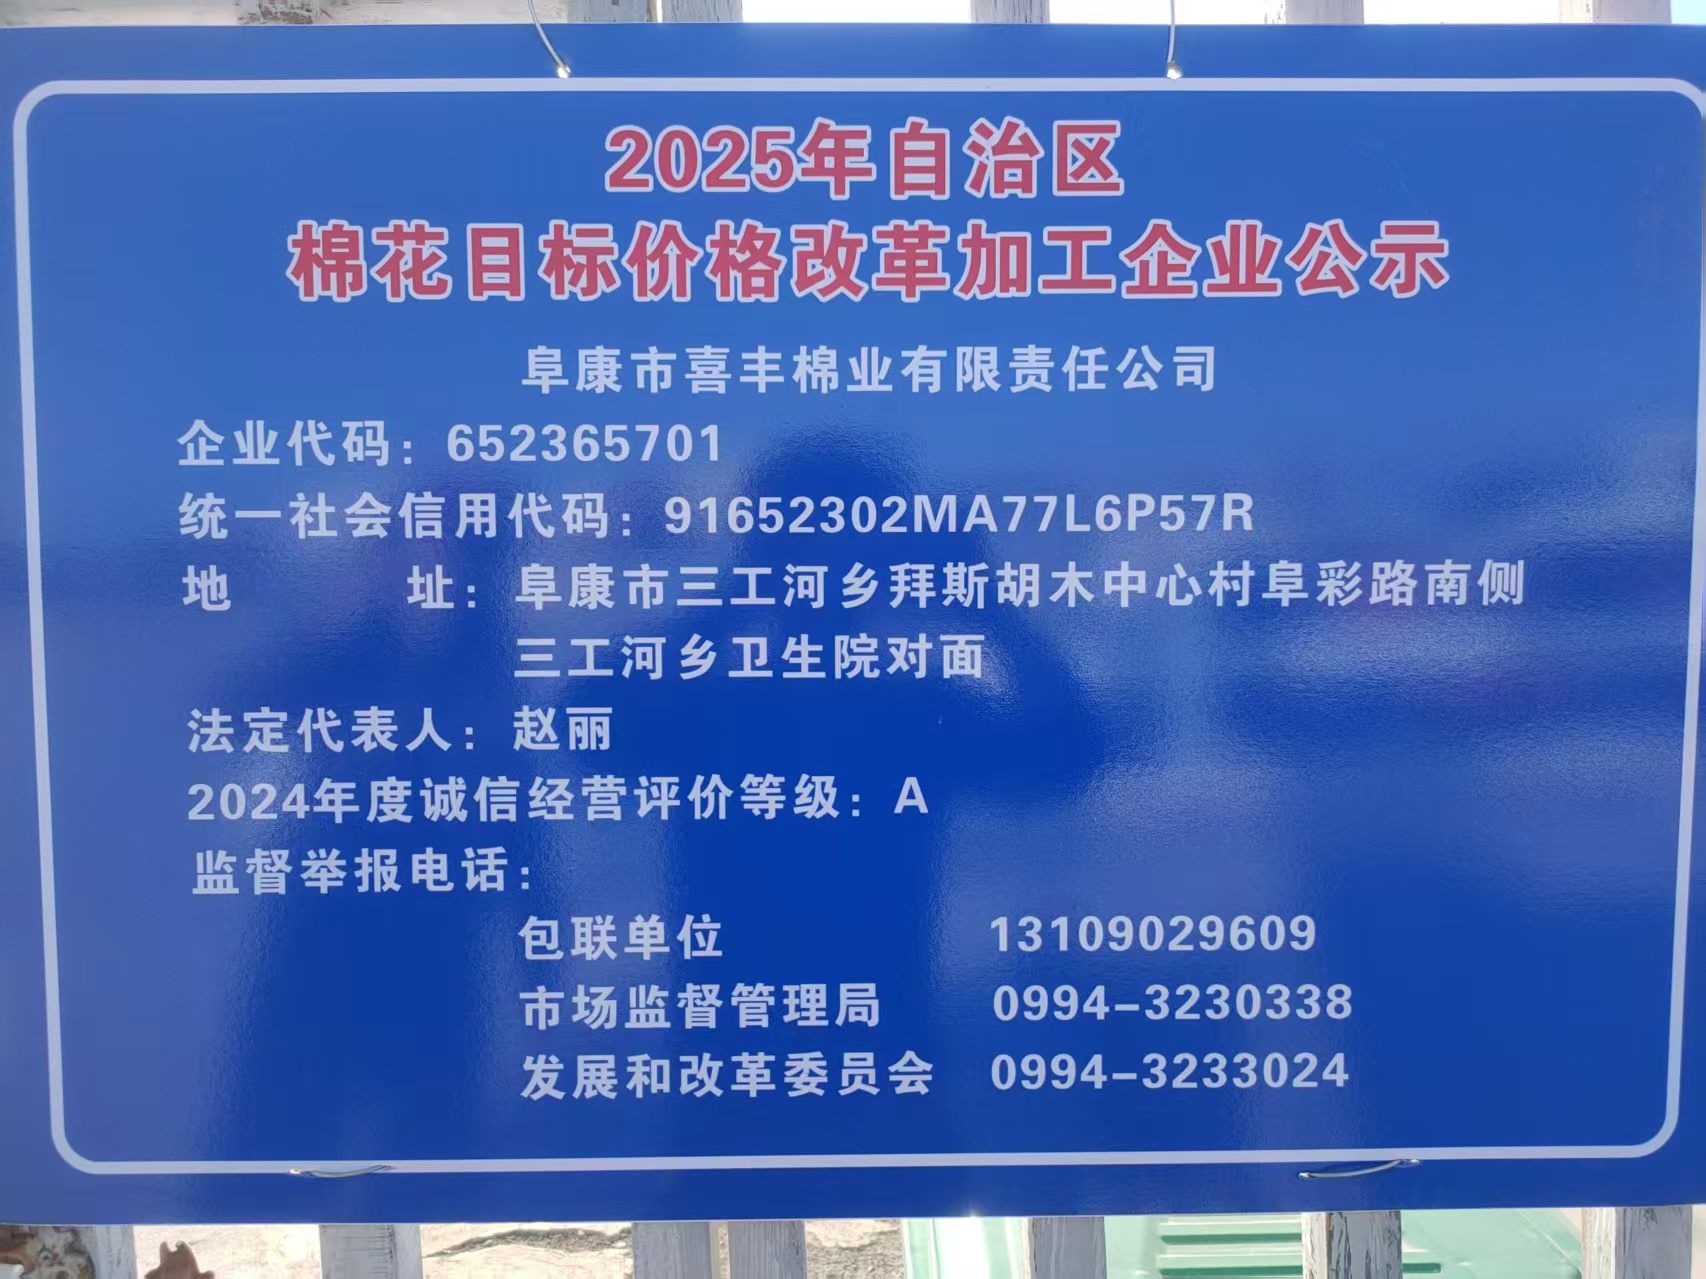 2025年自治区
棉花目标价格改革加工企业公示
阜康市喜丰棉业有限责任公司
企业代码：652365701
统一社会信用代码：91652302MA77L6P57R
地 址：阜康市三工河乡拜斯胡木中心村阜彩路南侧
三工河乡卫生院对面
法定代表人：赵丽
2024年度诚信经营评价等级：A
监督举报电话：
包联单位 13109029609
市场监督管理局 0994-3230338
发展和改革委员会 0994-3233024